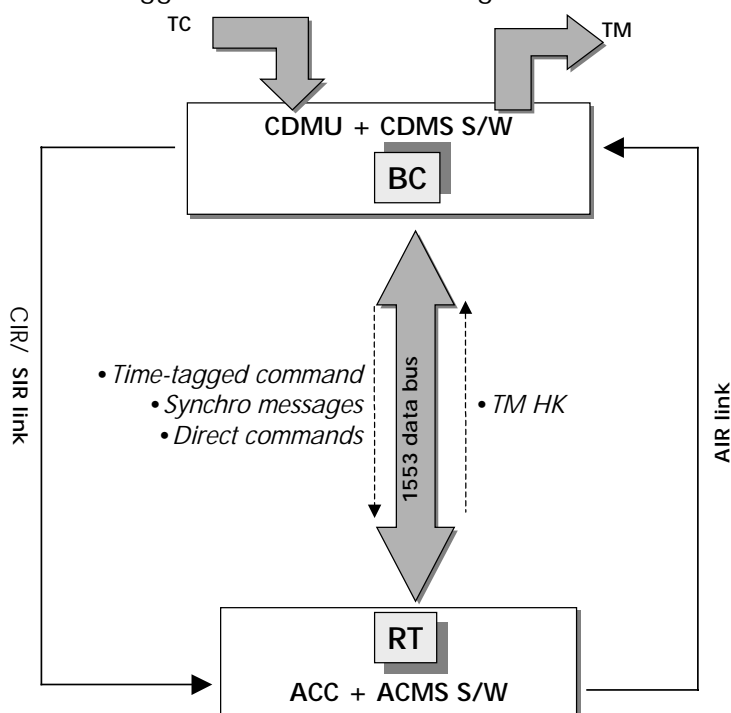 TC
TM
CDMU + CDMS S/W
BC
CIR/ SIR link
• Time-tagged command
• Synchro messages
• Direct commands
1553 data bus
• TM HK
AIR link
RT
ACC + ACMS S/W